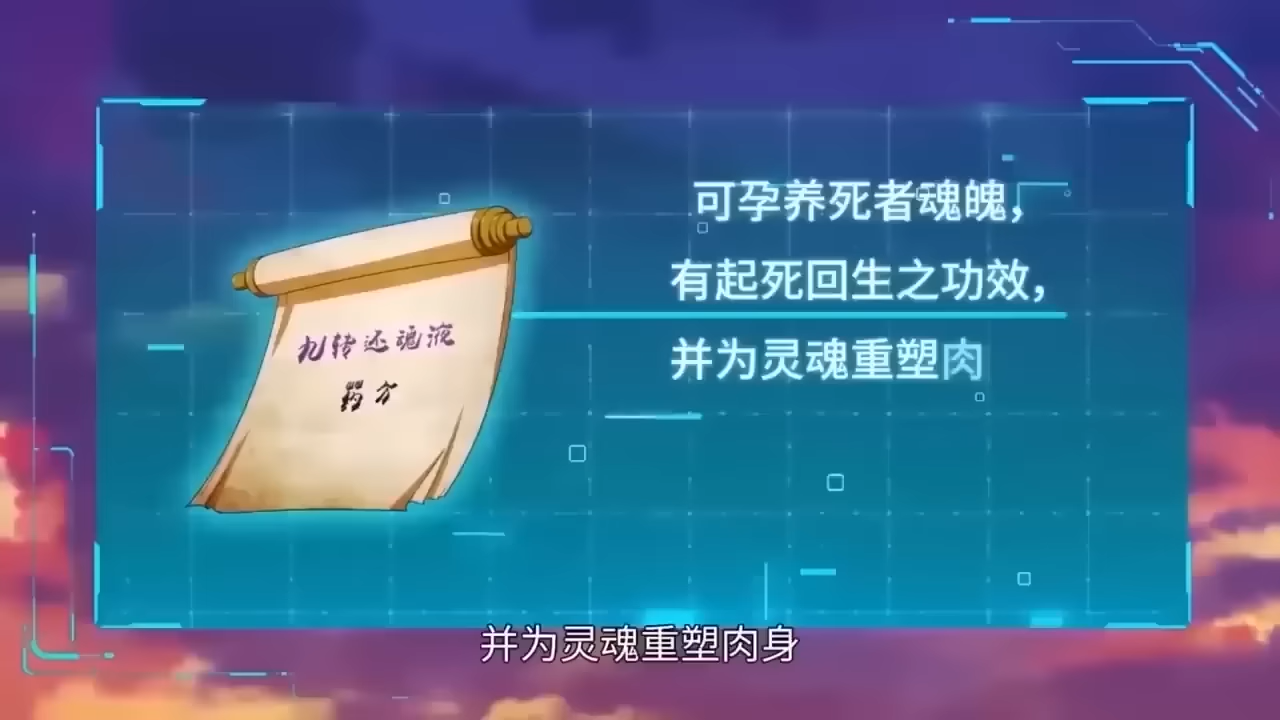 九转还魂液
药方
可孕养死者魂魄，
有起死回生之功效，
并为灵魂重塑肉
并为灵魂重塑肉身